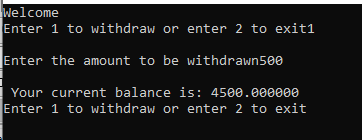 Welcome
Enter 1 to withdraw or enter 2 to exit1
Enter the amount to be withdrawn500
Your current balance is: 4500.000000
Enter 1 to withdraw or enter 2 to exit